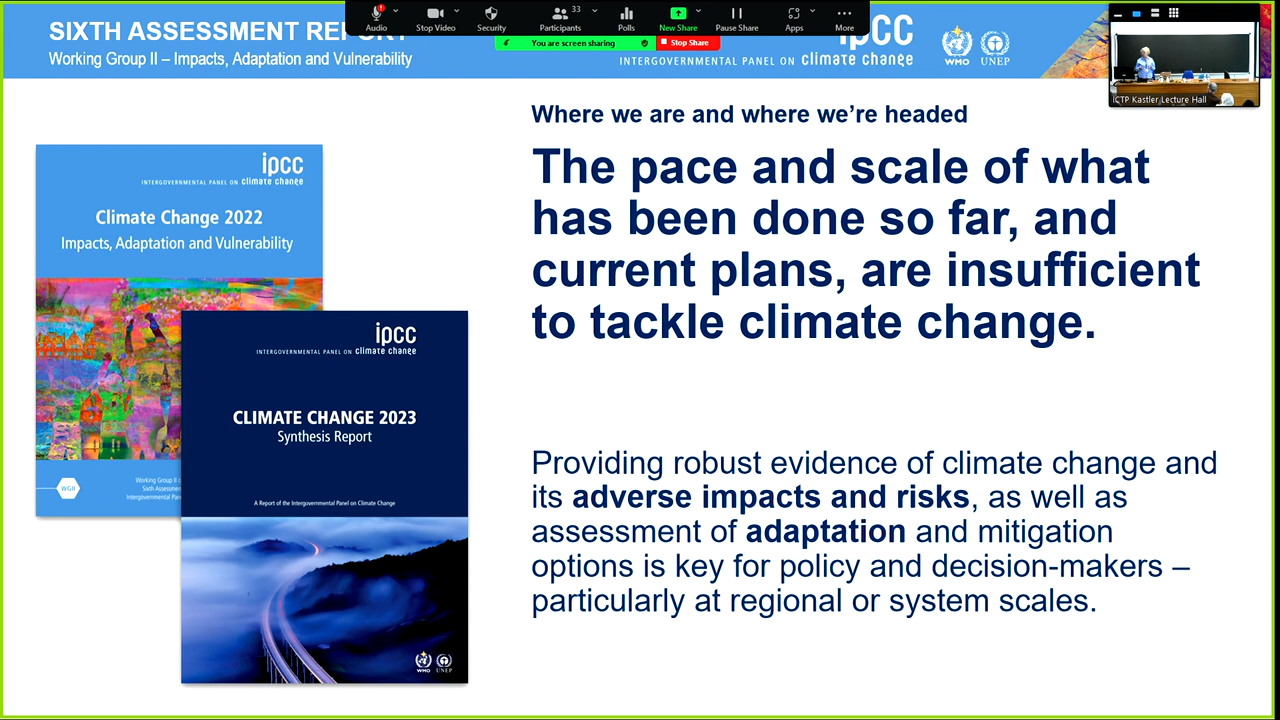 SIXTH ASSESSMENT REPORT
Working Group II – Impacts, Adaptation and Vulnerability
Audio
Stop Video
Security
Participants
33
Polls
New Share
Pause Share
Apps
More
You are screen sharing
Stop Share
ipcc
INTERGOVERNMENTAL PANEL ON climate change
WMO
UNEP
ICTP Kastler Lecture Hall
Where we are and where we're headed
The pace and scale of what
has been done so far, and
current plans, are insufficient
to tackle climate change.
Providing robust evidence of climate change and
its adverse impacts and risks, as well as
assessment of adaptation and mitigation
options is key for policy and decision-makers –
particularly at regional or system scales.
ipcc
INTERGOVERNMENTAL PANEL ON climate change
Climate Change 2022
Impacts, Adaptation and Vulnerability
WGII
Working Group II
Sixth Assessm
Intergovernmental Pan
ipcc
INTERGOVERNMENTAL PANEL ON climate change
CLIMATE CHANGE 2023
Synthesis Report
A Report of the Intergovernmental Panel on Climate Change
WMO
UNEP